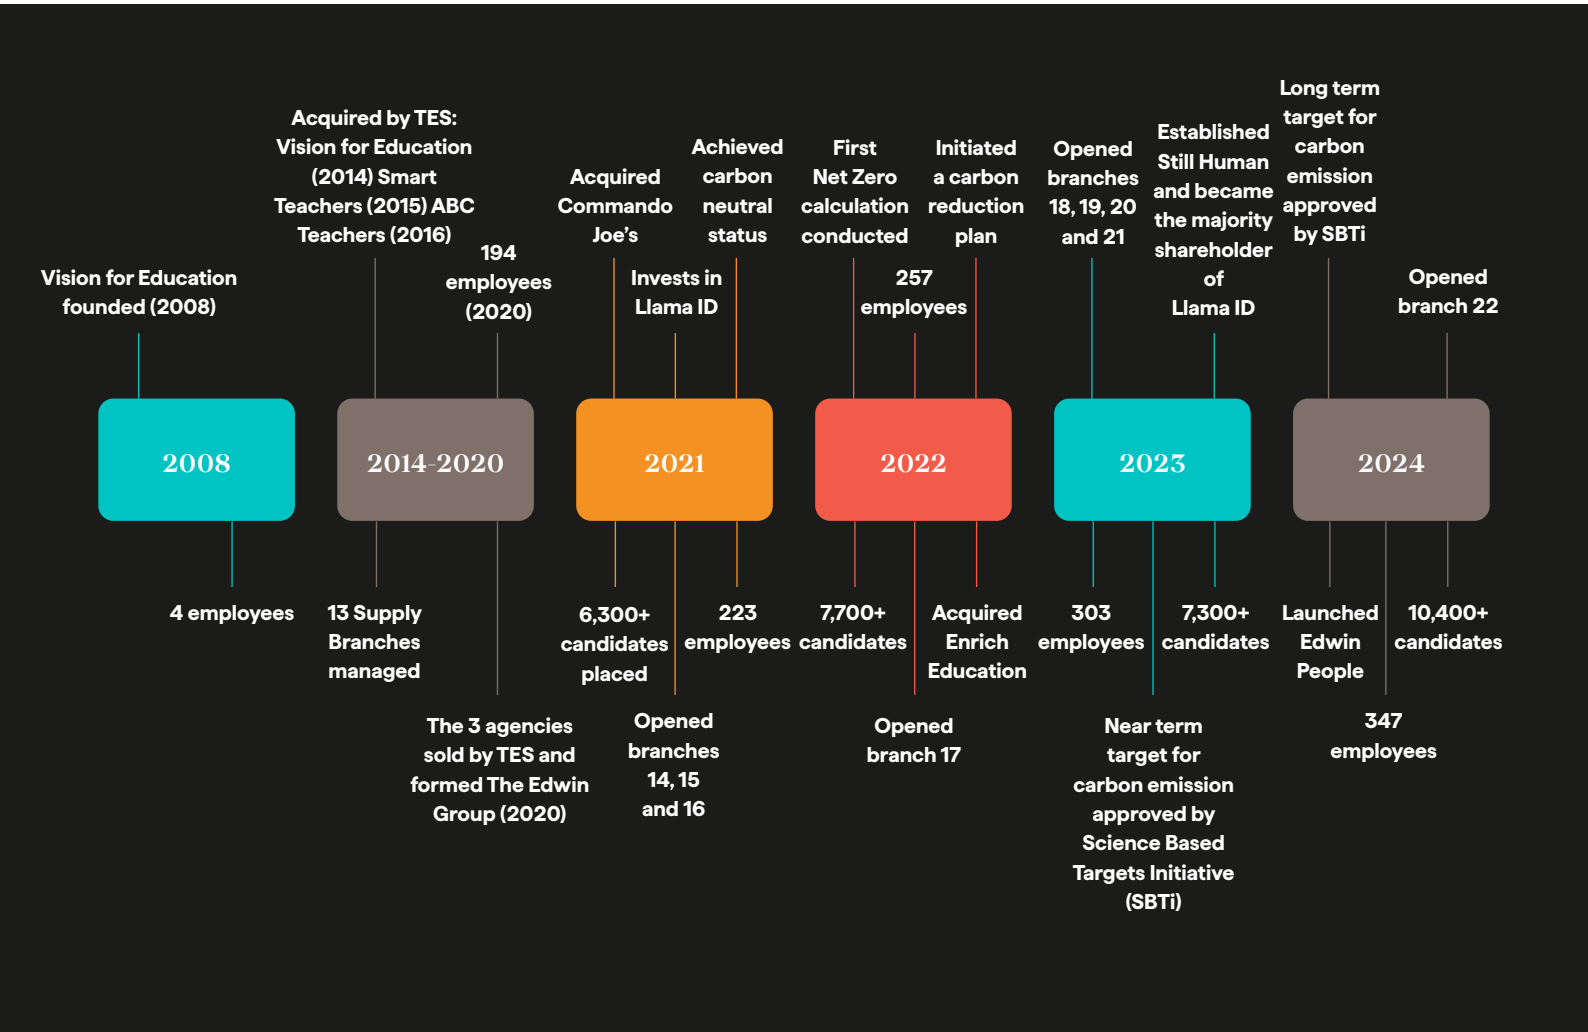 Vision for Education
founded (2008)
2008
4 employees
Acquired by TES:
Vision for Education
(2014) Smart
Teachers (2015) ABC
Teachers (2016)
194
employees
(2020)
2014-2020
13 Supply
Branches
managed
The 3 agencies
sold by TES and
formed The Edwin
Group (2020)
Acquired
Commando
Joe's
Invests in
Llama ID
Achieved
carbon
neutral
status
2021
6,300+
candidates
placed
Opened
branches
14, 15
and 16
223
employees
First
Net Zero
calculation
conducted
257
employees
Initiated
a carbon
reduction
plan
2022
7,700+
candidates
Opened
branch 17
Acquired
Enrich
Education
Opened
branches
18, 19, 20
and 21
Established
Still Human
and became
the majority
shareholder
of
Llama ID
2023
303
employees
Near term
target for
carbon emission
approved by
Science Based
Targets Initiative
(SBTi)
7,300+
candidates
Long term
target for
carbon
emission
approved
by SBTi
Opened
branch 22
2024
Launched
Edwin
People
347
employees
10,400+
candidates